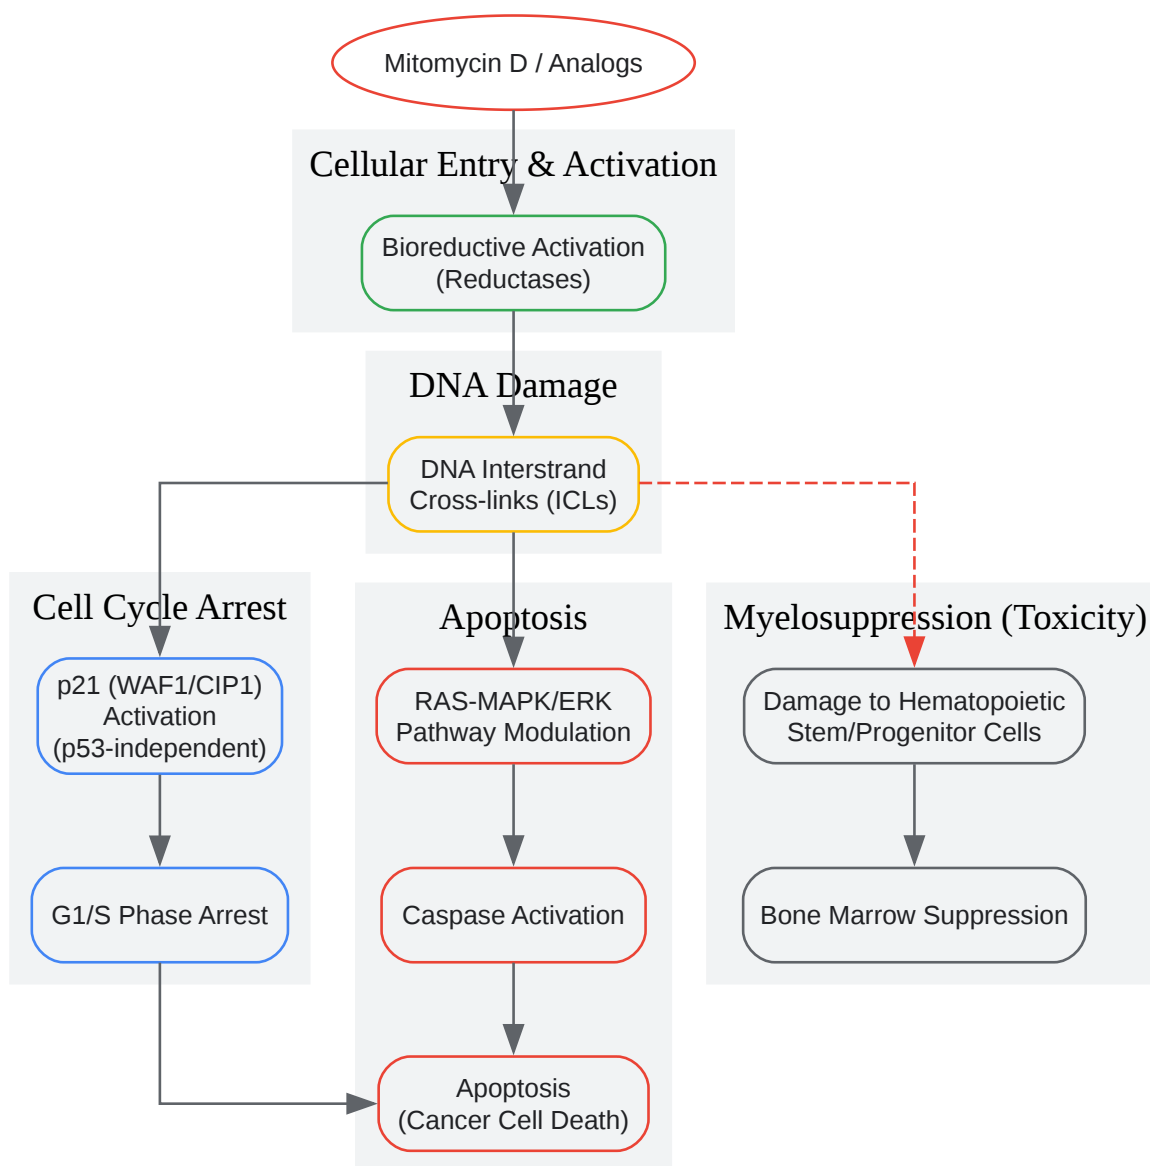 Mitomycin D / Analogs
Cellular Entry & Activation
Bioreductive Activation
(Reductases)
DNA Damage
DNA Interstrand
Cross-links (ICLs)
Cell Cycle Arrest
p21 (WAF1/CIP1)
Activation
(p53-independent)
G1/S Phase Arrest
Apoptosis
RAS-MAPK/ERK
Pathway Modulation
Caspase Activation
Apoptosis
(Cancer Cell Death)
Myelosuppression (Toxicity)
Damage to Hematopoietic
Stem/Progenitor Cells
Bone Marrow Suppression